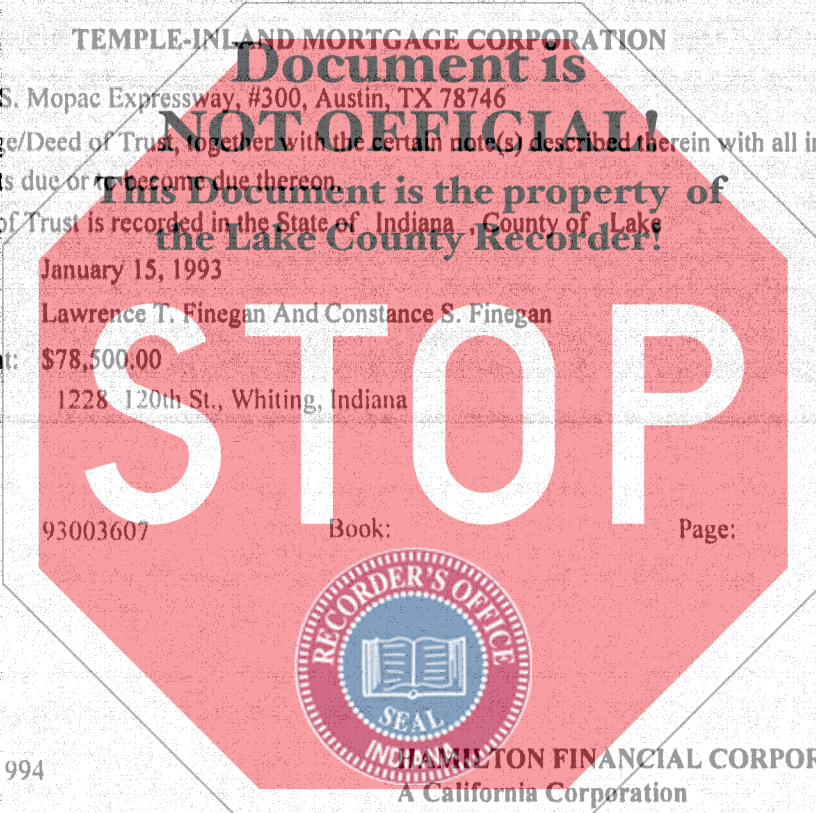 TEMPLE-INLAND MORTGAGE CORPORATION
Document is
S. Mopac Expressway, #300, Austin, TX 78746
NOT OFFICIAL!
ge/Deed of Trust, together with the certain note(s) described therein with all in
s due or to become due thereon.
This Document is the property of
of Trust is recorded in the State of Indiana , County of Lake
the Lake County Recorder!
January 15, 1993
Lawrence T. Finegan And Constance S. Finegan
t: $78,500.00
STOP
1228 120th St., Whiting, Indiana
93003607 Book: Page:
RECORDER'S OFFICE
SEAL
INDIANA
994
HAMILTON FINANCIAL CORPOR
A California Corporation